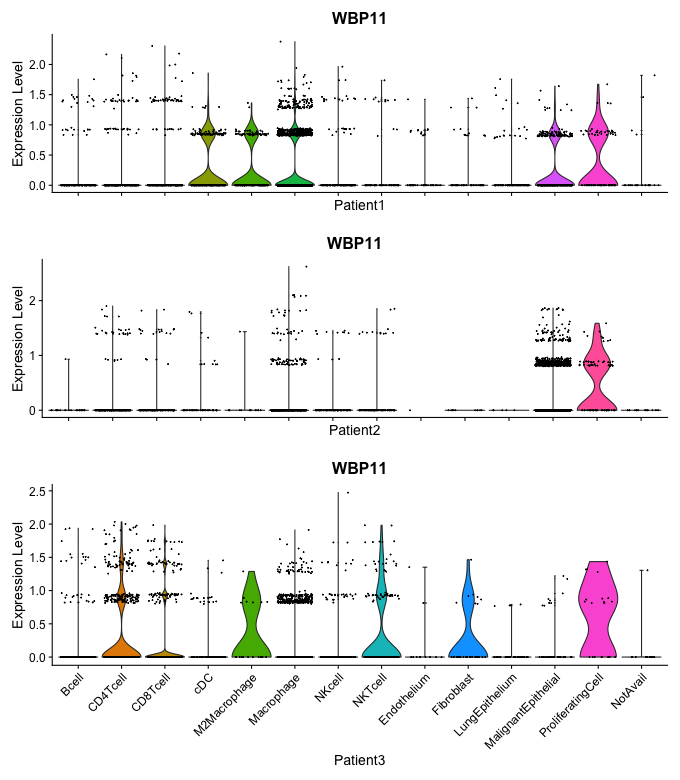 WBP11
Expression Level
2.0
1.5
1.0
0.5
0.0
Patient1
WBP11
Expression Level
2
1
0
Patient2
WBP11
Expression Level
2.5
2.0
1.5
1.0
0.5
0.0
Bcell
CD4Tcell
CD8Tcell
cDC
M2Macrophage
Macrophage
NKcell
NKTcell
Endothelium
Fibroblast
LungEpithelium
MalignantEpithelial
ProliferatingCell
NotAvail
Patient3